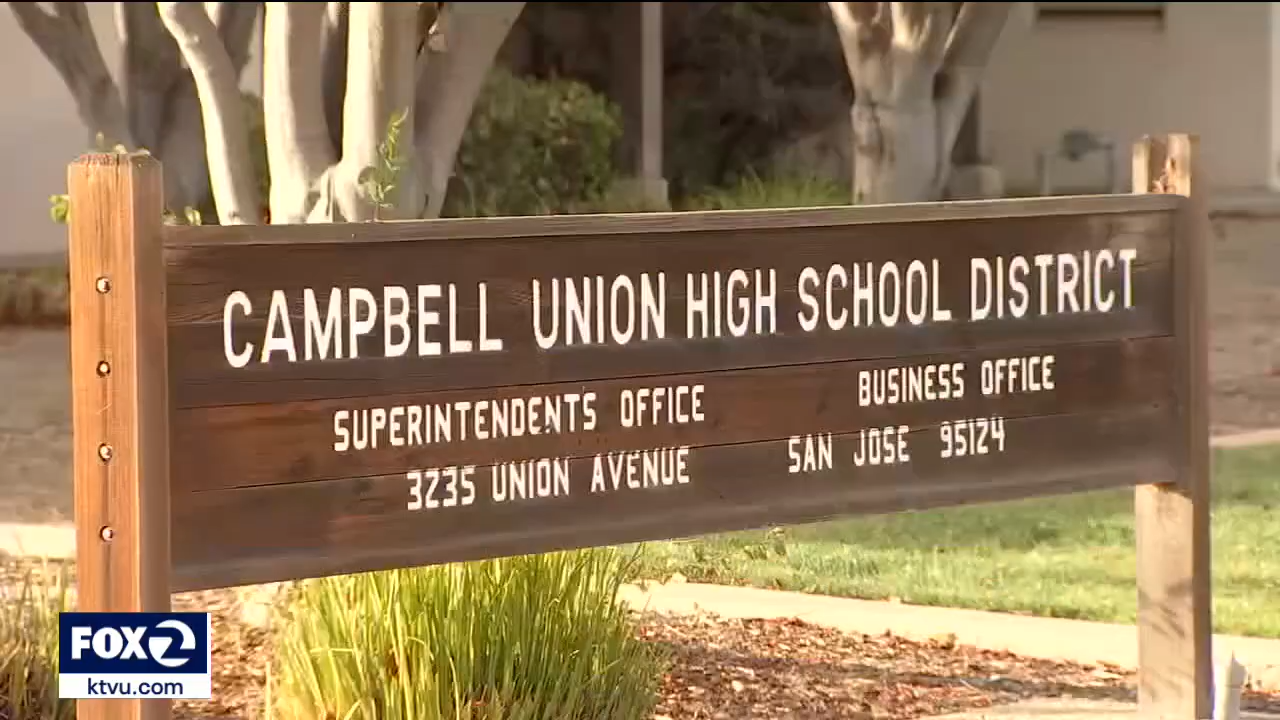 CAMPBELL UNION HIGH SCHOOL DISTRICT
SUPERINTENDENTS OFFICE
BUSINESS OFFICE
3235 UNION AVENUE
SAN JOSE 95124
FOX 2
ktvu.com